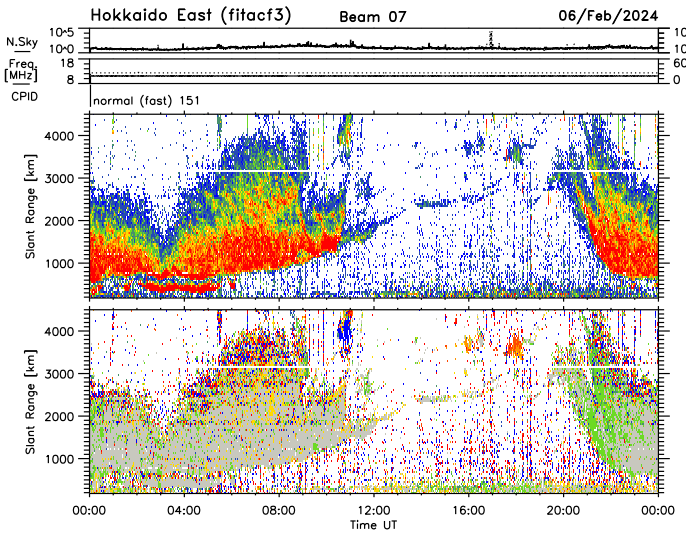 Hokkaido East (fitacf3) Beam 07 06/Feb/2024
N.Sky 10^5 10^0 10 10
Freq. [MHz] 18 8 60 0
CPID normal (fast) 151
Slant Range [km] 4000 3000 2000 1000
Slant Range [km] 4000 3000 2000 1000
00:00 04:00 08:00 12:00 16:00 20:00 00:00
Time UT